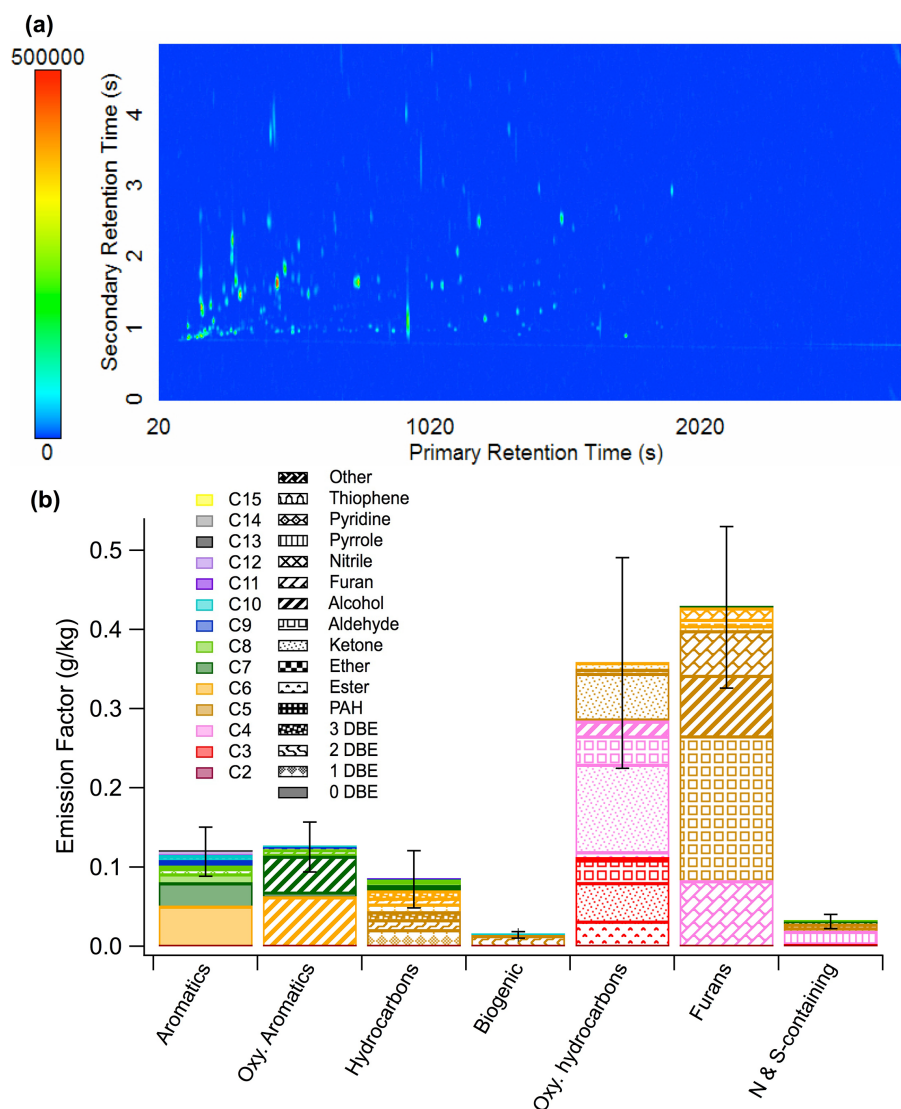 (a)
500000
0
Secondary Retention Time (s)
4
3
2
1
0
20 1020 2020
Primary Retention Time (s)
(b)
Other
C15 Thiophene
C14 Pyridine
C13 Pyrrole
C12 Nitrile
C11 Furan
C10 Alcohol
C9 Aldehyde
C8 Ketone
C7 Ether
C6 Ester
C5 PAH
C4 3 DBE
C3 2 DBE
C2 1 DBE
0 DBE
Emission Factor (g/kg)
0.5
0.4
0.3
0.2
0.1
0.0
Aromatics
Oxy. Aromatics
Hydrocarbons
Biogenic
Oxy. hydrocarbons
Furans
N & S-containing